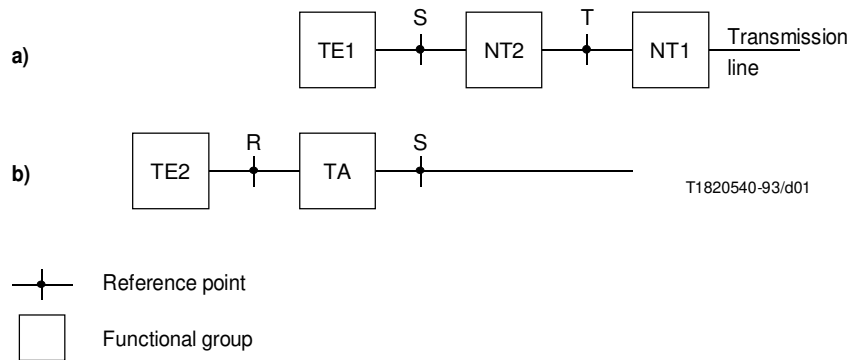 S T
a) TE1 NT2 NT1 Transmission
line
R S
b) TE2 TA
T1820540-93/d01
Reference point
Functional group